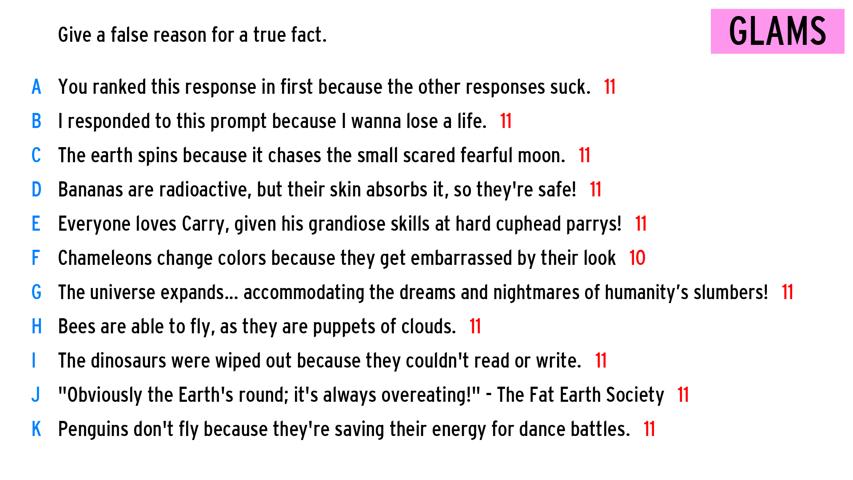 Give a false reason for a true fact.
GLAMS
A You ranked this response in first because the other responses suck. 11
B I responded to this prompt because I wanna lose a life. 11
C The earth spins because it chases the small scared fearful moon. 11
D Bananas are radioactive, but their skin absorbs it, so they're safe! 11
E Everyone loves Carry, given his grandiose skills at hard cuphead parrys! 11
F Chameleons change colors because they get embarrassed by their look 10
G The universe expands... accommodating the dreams and nightmares of humanity’s slumbers! 11
H Bees are able to fly, as they are puppets of clouds. 11
I The dinosaurs were wiped out because they couldn't read or write. 11
J "Obviously the Earth's round; it's always overeating!" - The Fat Earth Society 11
K Penguins don't fly because they're saving their energy for dance battles. 11